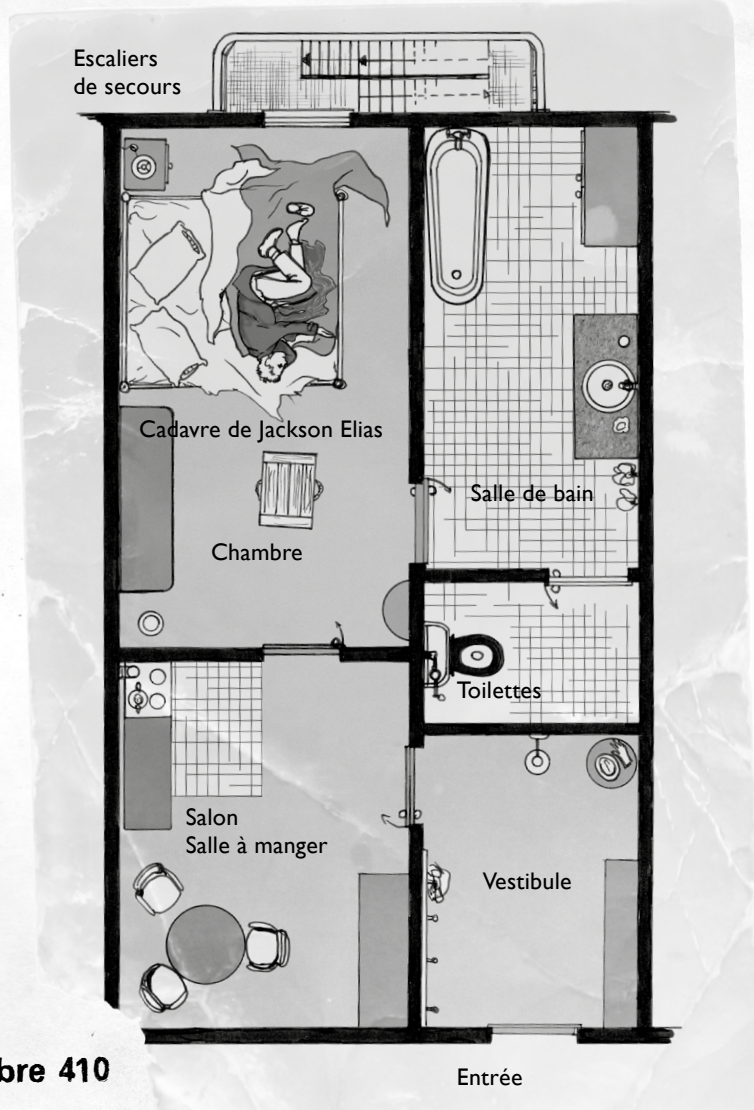 Escaliers
de secours
Cadavre de Jackson Elias
Salle de bain
Chambre
Toilettes
Salon
Salle à manger
Vestibule
bre 410
Entrée